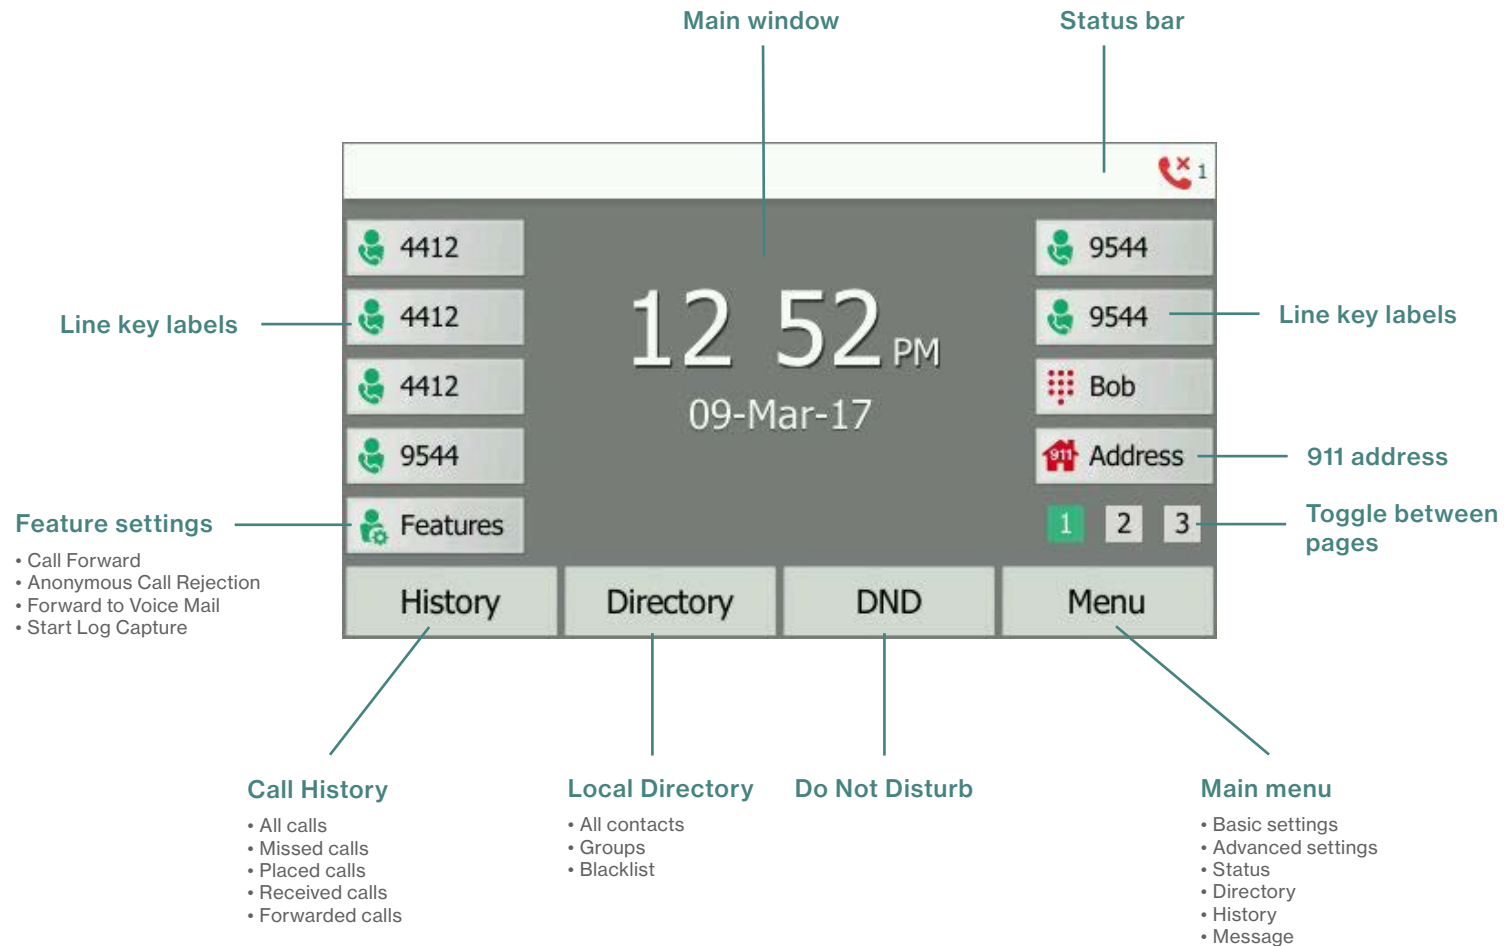 Main window
Status bar
1
4412
9544
4412
12 52 PM
9544
Line key labels
Line key labels
4412
09-Mar-17
Bob
9544
911 Address
911 address
Feature settings
Features
1 2 3
Toggle between
pages
• Call Forward
• Anonymous Call Rejection
• Forward to Voice Mail
• Start Log Capture
History
Directory
DND
Menu
Call History
• All calls
• Missed calls
• Placed calls
• Received calls
• Forwarded calls
Local Directory
• All contacts
• Groups
• Blacklist
Do Not Disturb
Main menu
• Basic settings
• Advanced settings
• Status
• Directory
• History
• Message